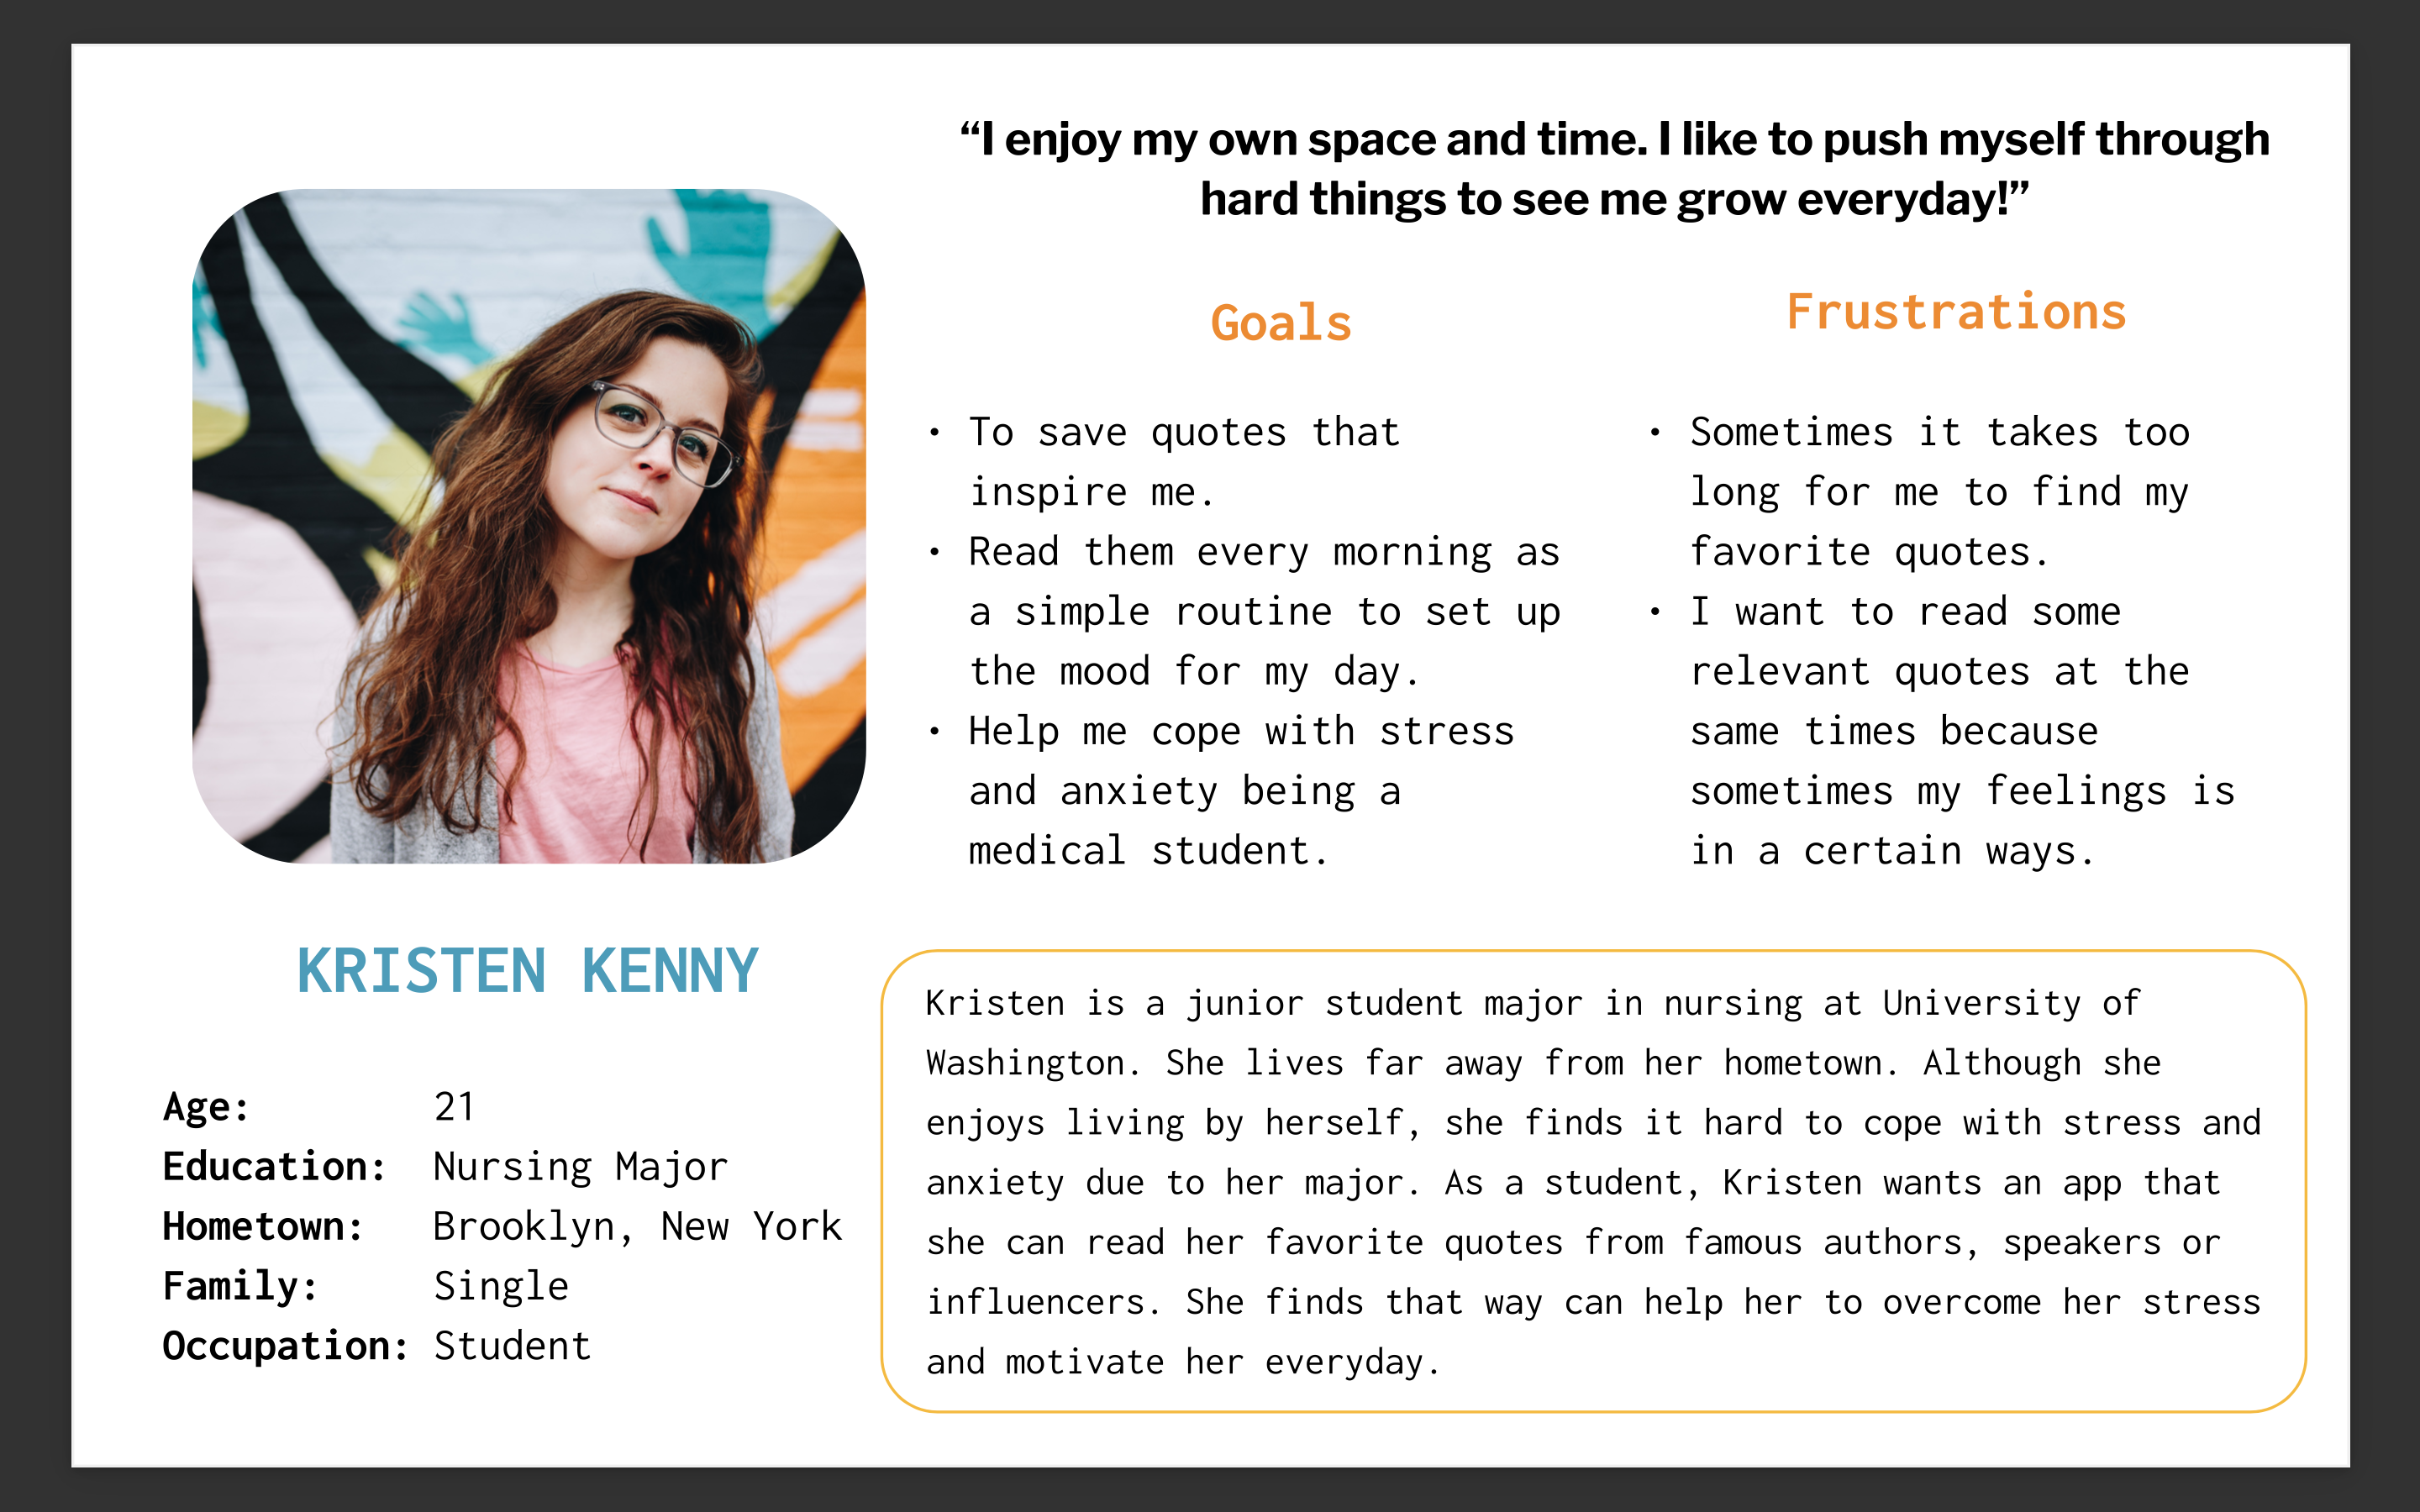 “I enjoy my own space and time. I like to push myself through
hard things to see me grow everyday!”
Goals
• To save quotes that
inspire me.
• Read them every morning as
a simple routine to set up
the mood for my day.
• Help me cope with stress
and anxiety being a
medical student.
Frustrations
• Sometimes it takes too
long for me to find my
favorite quotes.
• I want to read some
relevant quotes at the
same times because
sometimes my feelings is
in a certain ways.
KRISTEN KENNY
Age: 21
Education: Nursing Major
Hometown: Brooklyn, New York
Family: Single
Occupation: Student
Kristen is a junior student major in nursing at University of
Washington. She lives far away from her hometown. Although she
enjoys living by herself, she finds it hard to cope with stress and
anxiety due to her major. As a student, Kristen wants an app that
she can read her favorite quotes from famous authors, speakers or
influencers. She finds that way can help her to overcome her stress
and motivate her everyday.